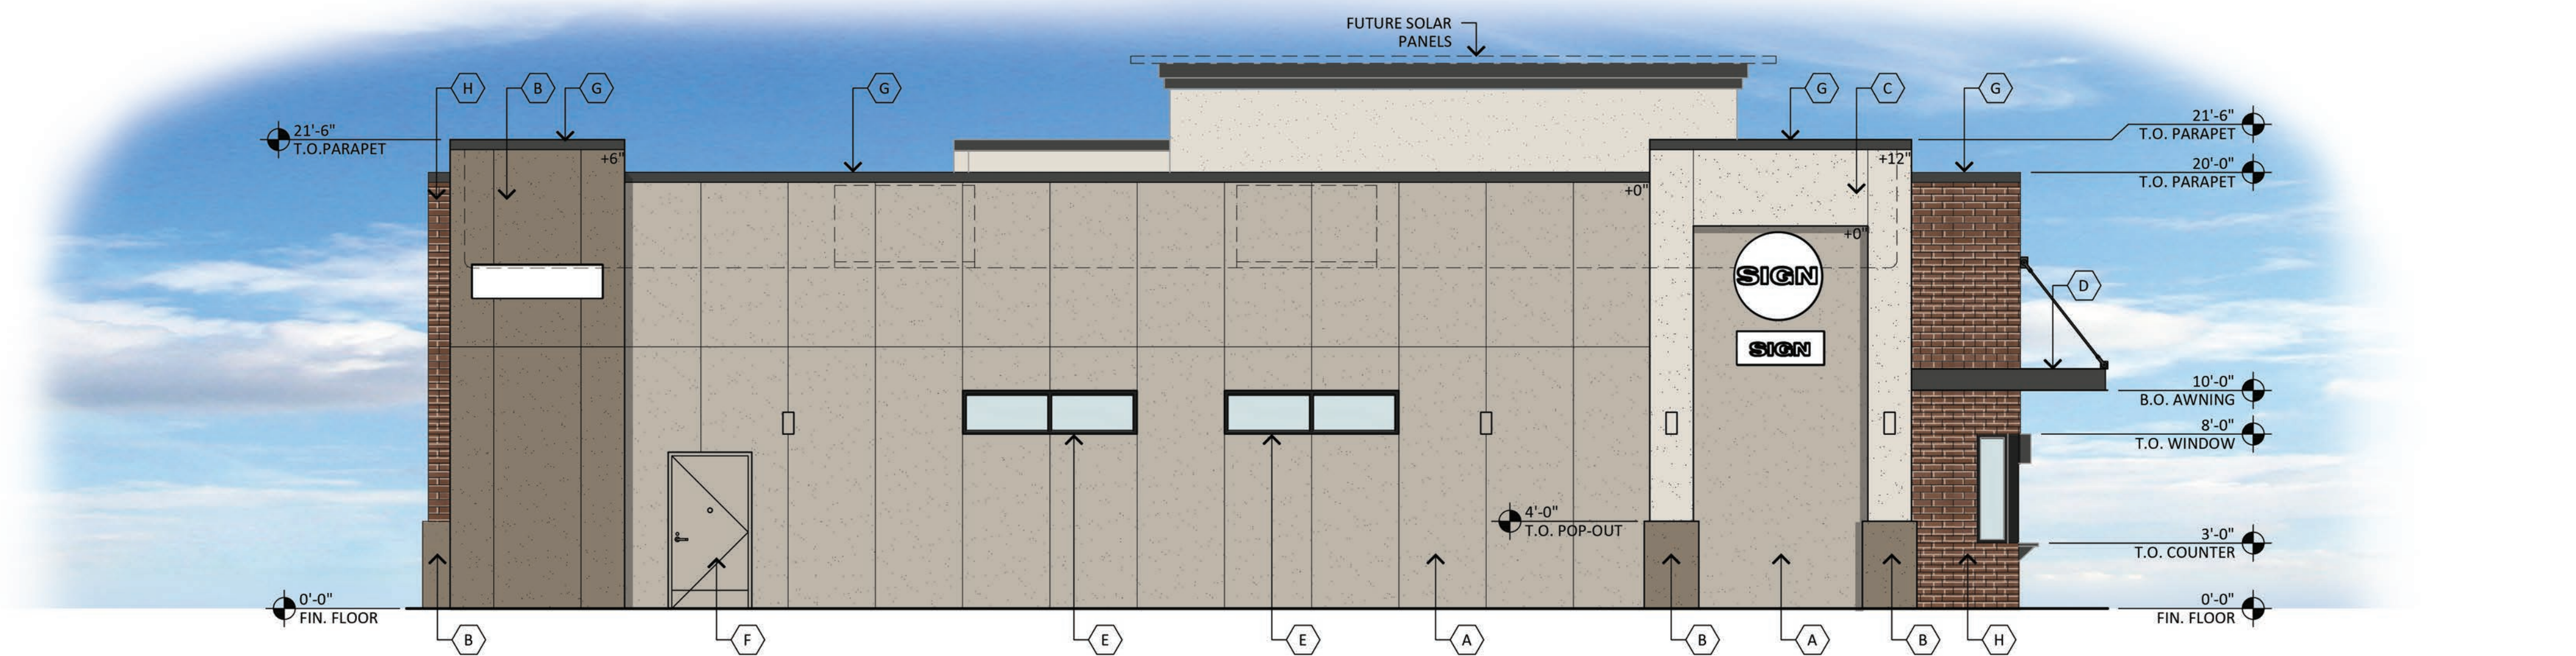 FUTURE SOLAR
PANELS
H
B
G
G
G
C
G
21'-6"
T.O.PARAPET
21'-6"
T.O. PARAPET
+6"
+12"
20'-0"
T.O. PARAPET
+0"
+0"
SIGN
D
SIGN
10'-0"
B.O. AWNING
8'-0"
T.O. WINDOW
4'-0"
T.O. POP-OUT
3'-0"
T.O. COUNTER
0'-0"
FIN. FLOOR
0'-0"
FIN. FLOOR
B
F
E
E
A
B
A
B
H